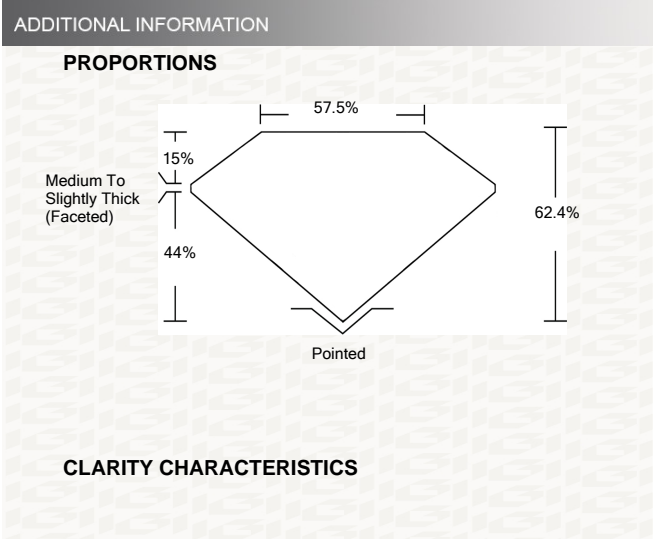 ADDITIONAL INFORMATION
PROPORTIONS
57.5%
15%
Medium To
Slightly Thick
(Faceted)
62.4%
44%
Pointed
CLARITY CHARACTERISTICS